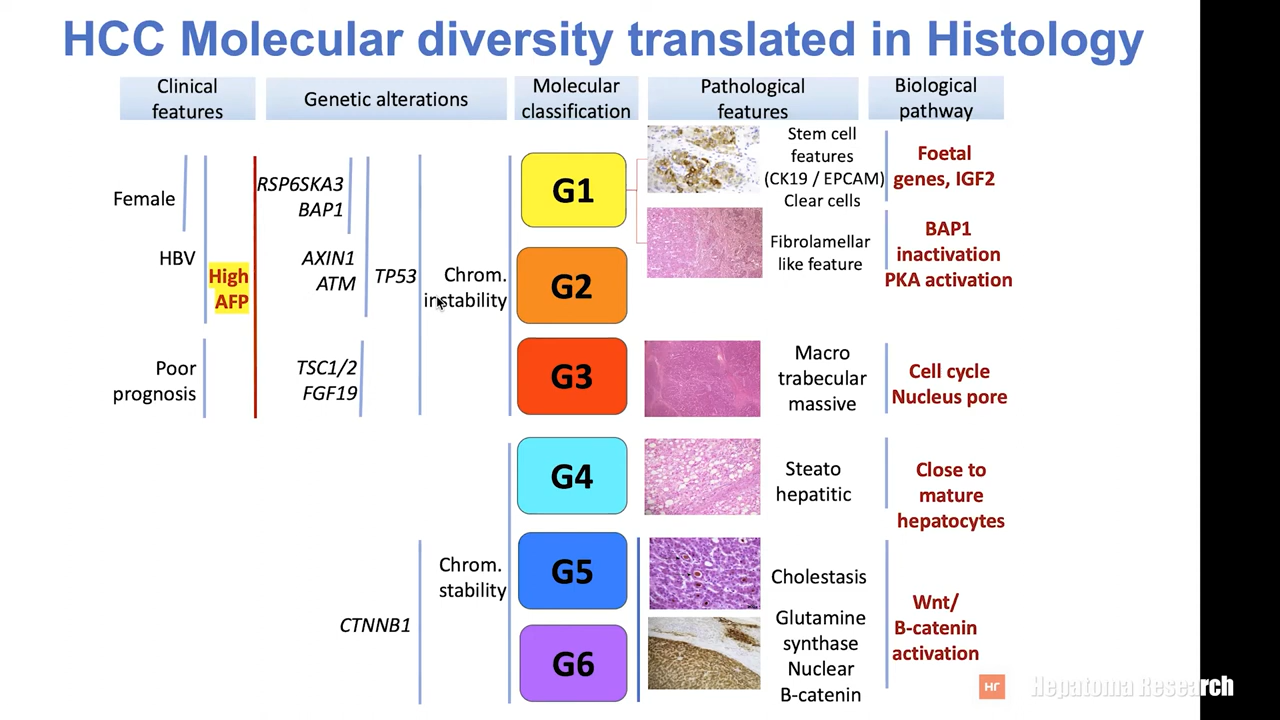 HCC Molecular diversity translated in Histology
Clinical
features
Genetic alterations
Molecular
classification
Pathological
features
Biological
pathway
Female
HBV
High
AFP
Poor
prognosis
RSP6SKA3
BAP1
AXIN1
ATM
TP53
TSC1/2
FGF19
CTNNB1
Chrom.
instability
Chrom.
stability
G1
G2
G3
G4
G5
G6
Stem cell
features
(CK19 / EPCAM)
Clear cells
Fibrolamellar
like feature
Macro
trabecular
massive
Steato
hepatitic
Cholestasis
Glutamine
synthase
Nuclear
B-catenin
Foetal
genes, IGF2
BAP1
inactivation
PKA activation
Cell cycle
Nucleus pore
Close to
mature
hepatocytes
Wnt/
B-catenin
activation
HR Hepatoma Research